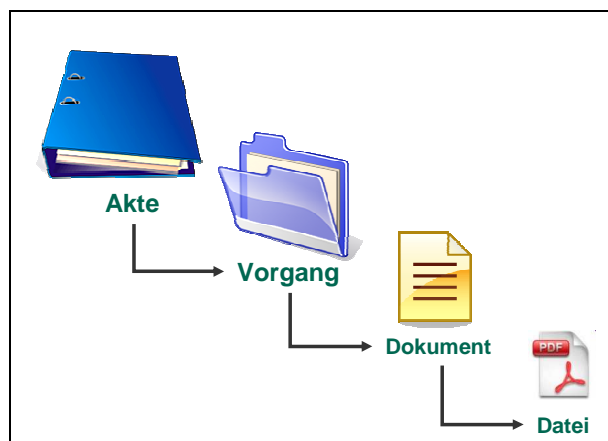 Akte
Vorgang
Dokument
PDF
Datei